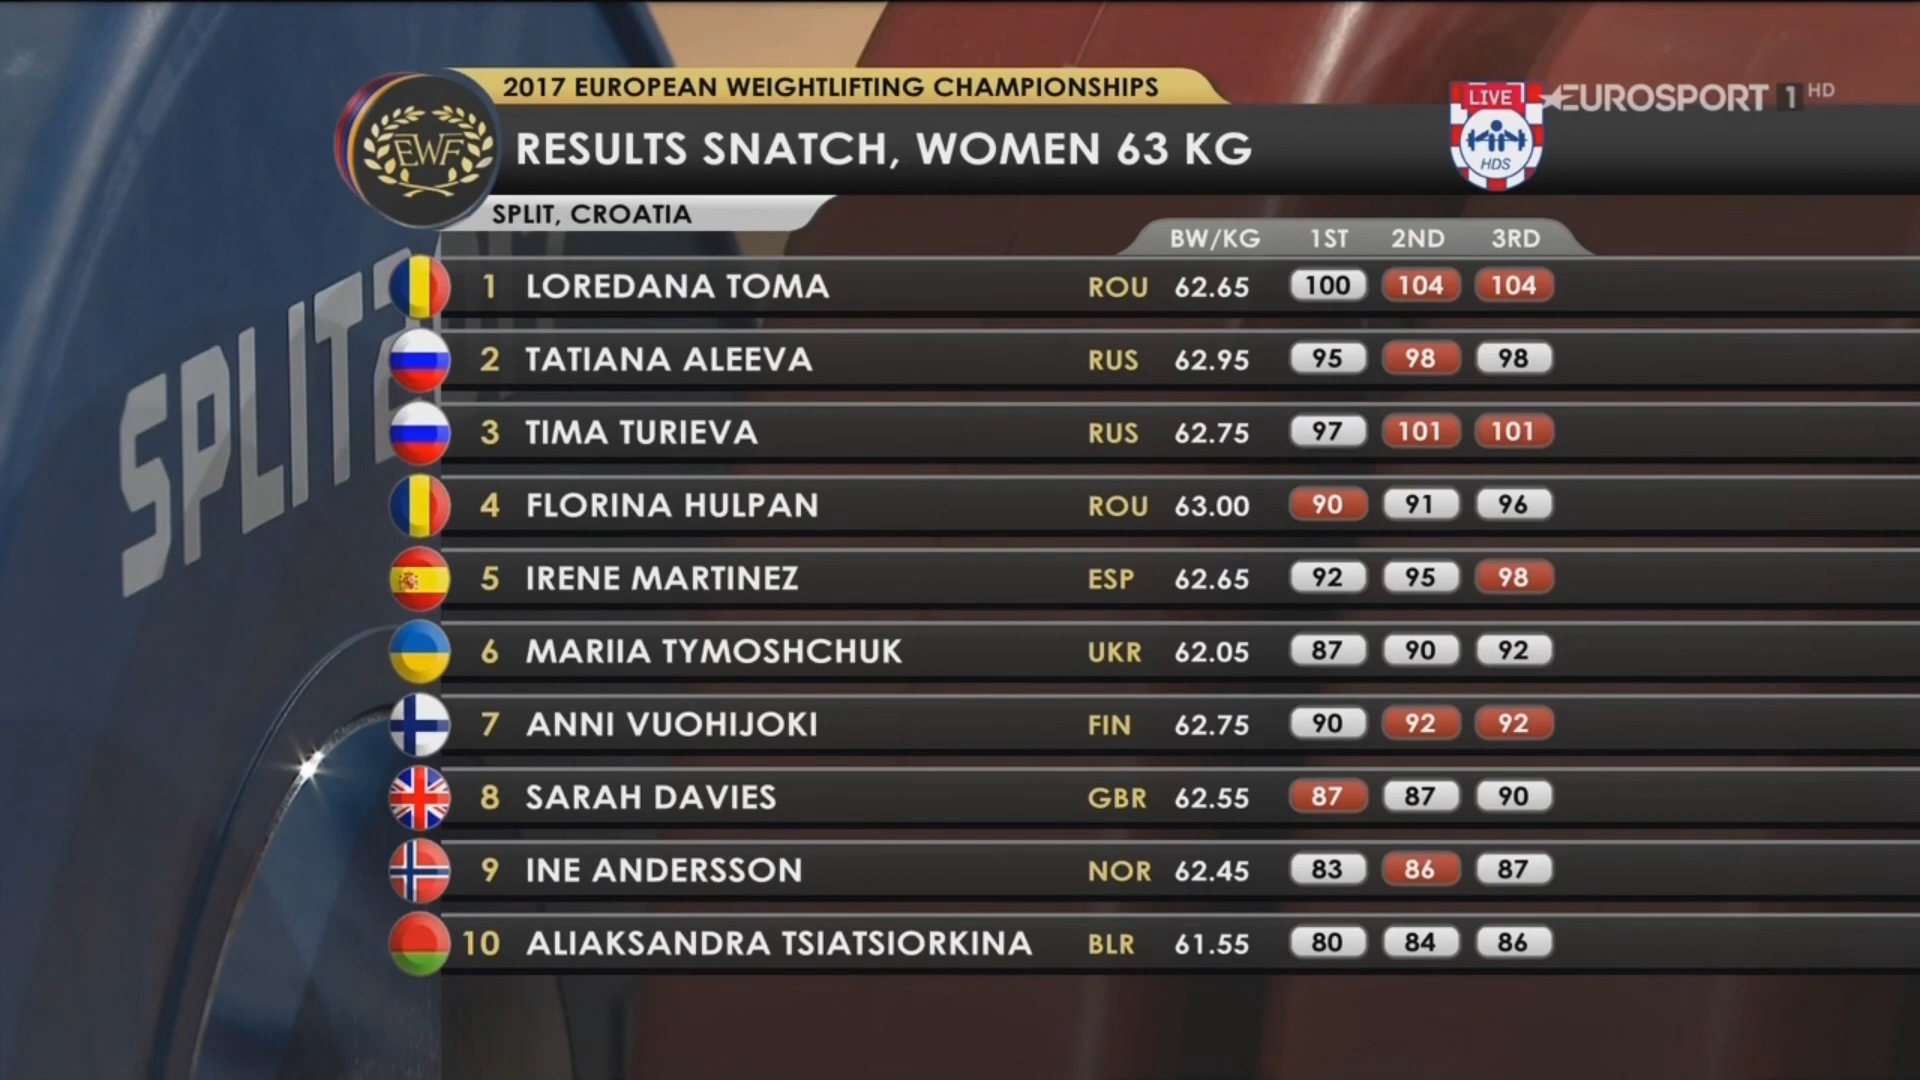 2017 EUROPEAN WEIGHTLIFTING CHAMPIONSHIPS
EWF
RESULTS SNATCH, WOMEN 63 KG
LIVE
HDS
EUROSPORT 1 HD
SPLIT, CROATIA
BW/KG 1ST 2ND 3RD
1 LOREDANA TOMA ROU 62.65 100 104 104
2 TATIANA ALEEVA RUS 62.95 95 98 98
3 TIMA TURIEVA RUS 62.75 97 101 101
4 FLORINA HULPAN ROU 63.00 90 91 96
5 IRENE MARTINEZ ESP 62.65 92 95 98
6 MARIIA TYMOSHCHUK UKR 62.05 87 90 92
7 ANNI VUOHIJOKI FIN 62.75 90 92 92
8 SARAH DAVIES GBR 62.55 87 87 90
9 INE ANDERSSON NOR 62.45 83 86 87
10 ALIAKSANDRA TSIATSIORKINA BLR 61.55 80 84 86
SPLIT